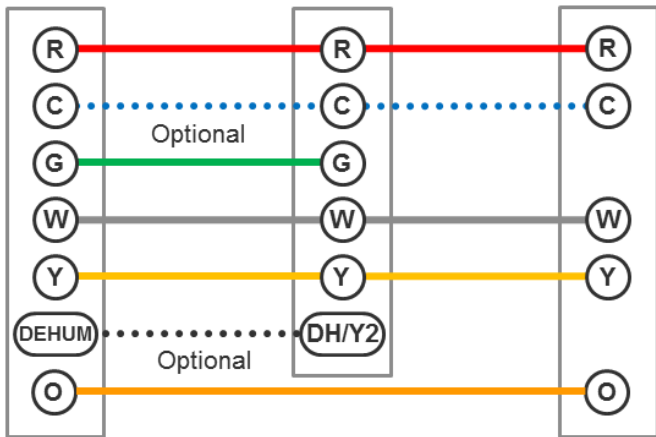 R R R
C C C
Optional
G G
W W W
Y Y Y
DEHUM DH/Y2
Optional
O O